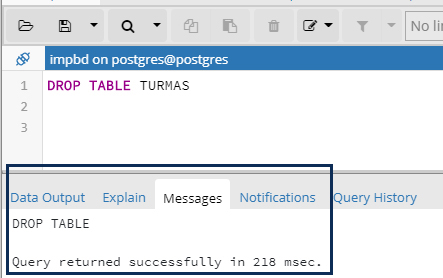 No li
impbd on postgres@postgres
1 DROP TABLE TURMAS
2
3
Data Output Explain Messages Notifications Query History
DROP TABLE
Query returned successfully in 218 msec.